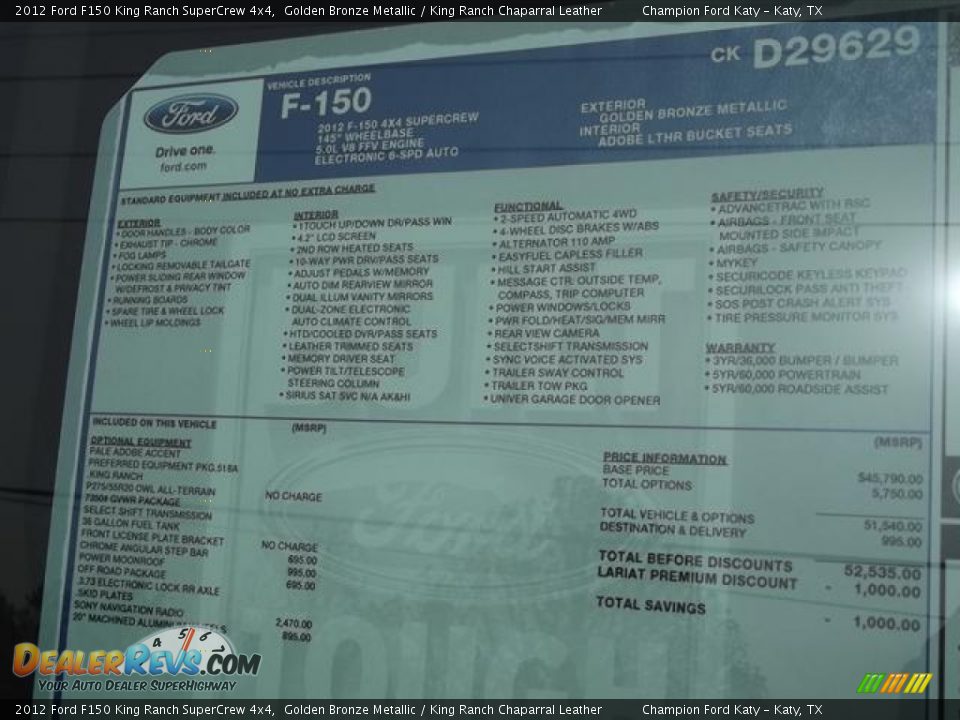 2012 Ford F150 King Ranch SuperCrew 4x4, Golden Bronze Metallic / King Ranch Chaparral Leather Champion Ford Katy - Katy, TX
CK D29629
Ford
Drive one.
ford.com
VEHICLE DESCRIPTION
F-150
2012 F-150 4X4 SUPERCREW
145" WHEELBASE
5.0L V8 FFV ENGINE
ELECTRONIC 6-SPD AUTO
EXTERIOR
GOLDEN BRONZE METALLIC
INTERIOR
ADOBE LTHR BUCKET SEATS
STANDARD EQUIPMENT INCLUDED AT NO EXTRA CHARGE
EXTERIOR
• DOOR HANDLES - BODY COLOR
• EXHAUST TIP - CHROME
• FOG LAMPS
• LOCKING REMOVABLE TAILGATE
• POWER SLIDING REAR WINDOW
W/DEFROST & PRIVACY TINT
• RUNNING BOARDS
• SPARE TIRE & WHEEL LOCK
• WHEEL LIP MOLDINGS
INTERIOR
• 1TOUCH UP/DOWN DR/PASS WIN
• 4.2" LCD SCREEN
• 2ND ROW HEATED SEATS
• 10-WAY PWR DRV/PASS SEATS
• ADJUST PEDALS W/MEMORY
• AUTO DIM REARVIEW MIRROR
• DUAL ILLUM VANITY MIRRORS
• DUAL-ZONE ELECTRONIC
AUTO CLIMATE CONTROL
• HTD/COOLED DVR/PASS SEATS
• LEATHER TRIMMED SEATS
• MEMORY DRIVER SEAT
• POWER TILT/TELESCOPE
STEERING COLUMN
• SIRIUS SAT SVC N/A AK&HI
FUNCTIONAL
• 2-SPEED AUTOMATIC 4WD
• 4-WHEEL DISC BRAKES W/ABS
• ALTERNATOR 110 AMP
• EASYFUEL CAPLESS FILLER
• HILL START ASSIST
• MESSAGE CTR: OUTSIDE TEMP,
COMPASS, TRIP COMPUTER
• POWER WINDOWS/LOCKS
• PWR FOLD/HEAT/SIG/MEM MIRR
• REAR VIEW CAMERA
• SELECTSHIFT TRANSMISSION
• SYNC VOICE ACTIVATED SYS
• TRAILER SWAY CONTROL
• TRAILER TOW PKG
• UNIVER GARAGE DOOR OPENER
SAFETY/SECURITY
• ADVANCETRAC WITH RSC
• AIRBAGS - FRONT SEAT
MOUNTED SIDE IMPACT
• AIRBAGS - SAFETY CANOPY
• MYKEY
• SECURICODE KEYLESS KEYPAD
• SECURILOCK PASS ANTI THEFT
• SOS POST CRASH ALERT SYS
• TIRE PRESSURE MONITOR SYS
WARRANTY
• 3YR/36,000 BUMPER / BUMPER
• 5YR/60,000 POWERTRAIN
• 5YR/60,000 ROADSIDE ASSIST
INCLUDED ON THIS VEHICLE (MSRP)
OPTIONAL EQUIPMENT
PALE ADOBE ACCENT
PREFERRED EQUIPMENT PKG.518A
.KING RANCH
P275/55R20 OWL ALL-TERRAIN NO CHARGE
7350# GVWR PACKAGE
SELECT SHIFT TRANSMISSION
36 GALLON FUEL TANK
FRONT LICENSE PLATE BRACKET NO CHARGE
CHROME ANGULAR STEP BAR 695.00
POWER MOONROOF 995.00
OFF ROAD PACKAGE 695.00
.3.73 ELECTRONIC LOCK RR AXLE
.SKID PLATES
SONY NAVIGATION RADIO 2,470.00
20" MACHINED ALUMINUM WHEELS 895.00
(MSRP)
PRICE INFORMATION
BASE PRICE $45,790.00
TOTAL OPTIONS 5,750.00
TOTAL VEHICLE & OPTIONS 51,540.00
DESTINATION & DELIVERY 995.00
TOTAL BEFORE DISCOUNTS 52,535.00
LARIAT PREMIUM DISCOUNT - 1,000.00
TOTAL SAVINGS - 1,000.00
DEALERREVS.COM
YOUR AUTO DEALER SUPERHIGHWAY
2012 Ford F150 King Ranch SuperCrew 4x4, Golden Bronze Metallic / King Ranch Chaparral Leather Champion Ford Katy - Katy, TX